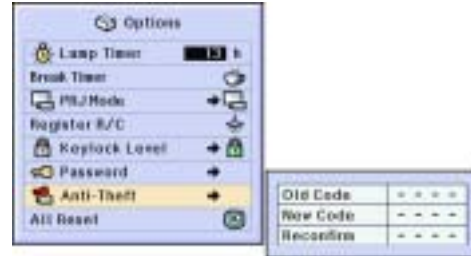 Options
Lamp Timer 13 h
Break Timer
PRJ Mode
Register R/C
Keylock Level
Password
Anti-Theft
All Reset
Old Code - - - -
New Code - - - -
Reconfirm - - - -